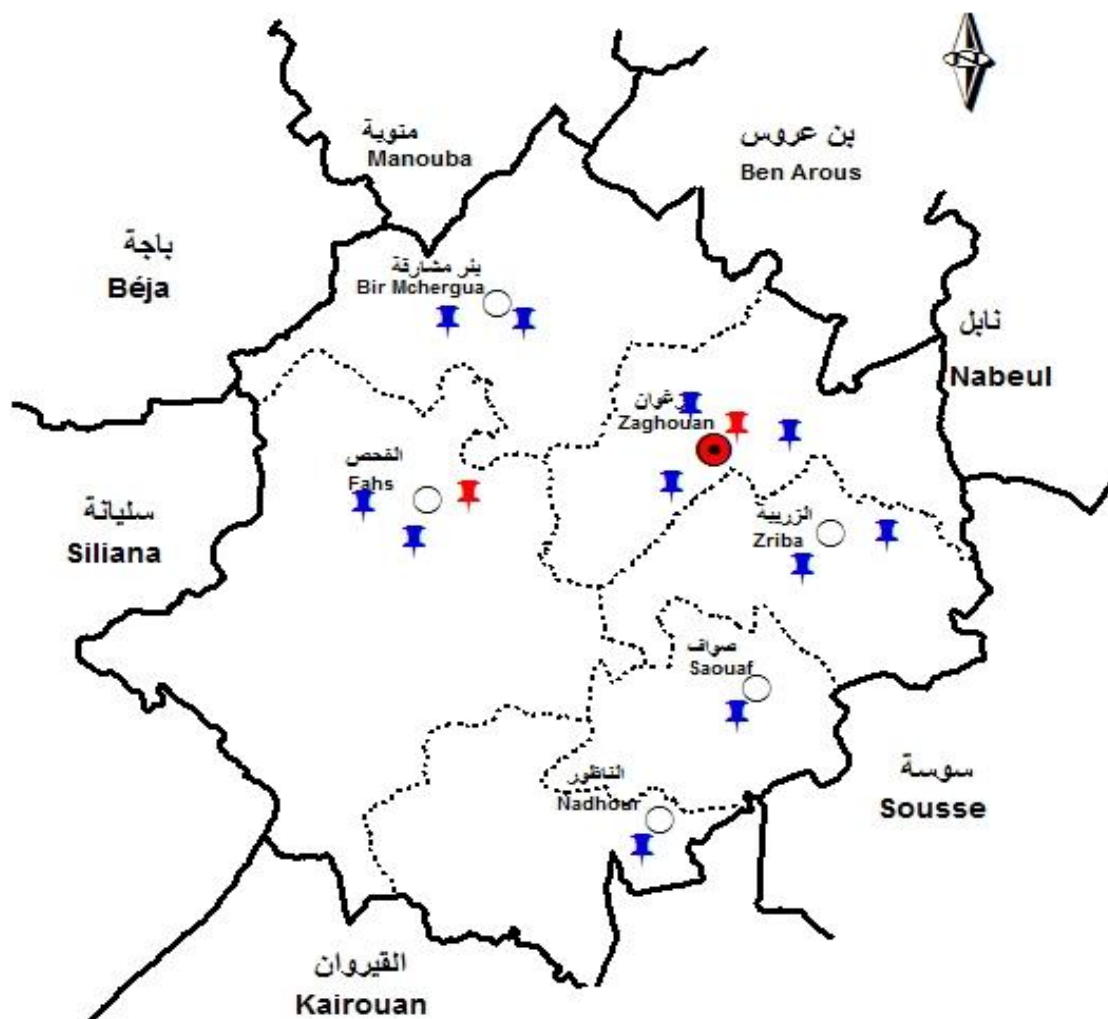 N
منوبة
Manouba
بن عروس
Ben Arous
باجة
Béja
بئر مشارقة
Bir Mchergua
نابل
Nabeul
زغوان
Zaghouan
الفحص
Fahs
سليانة
Siliana
الزريبة
Zriba
صواف
Saouaf
سوسة
Sousse
الناظور
Nadhour
القيروان
Kairouan